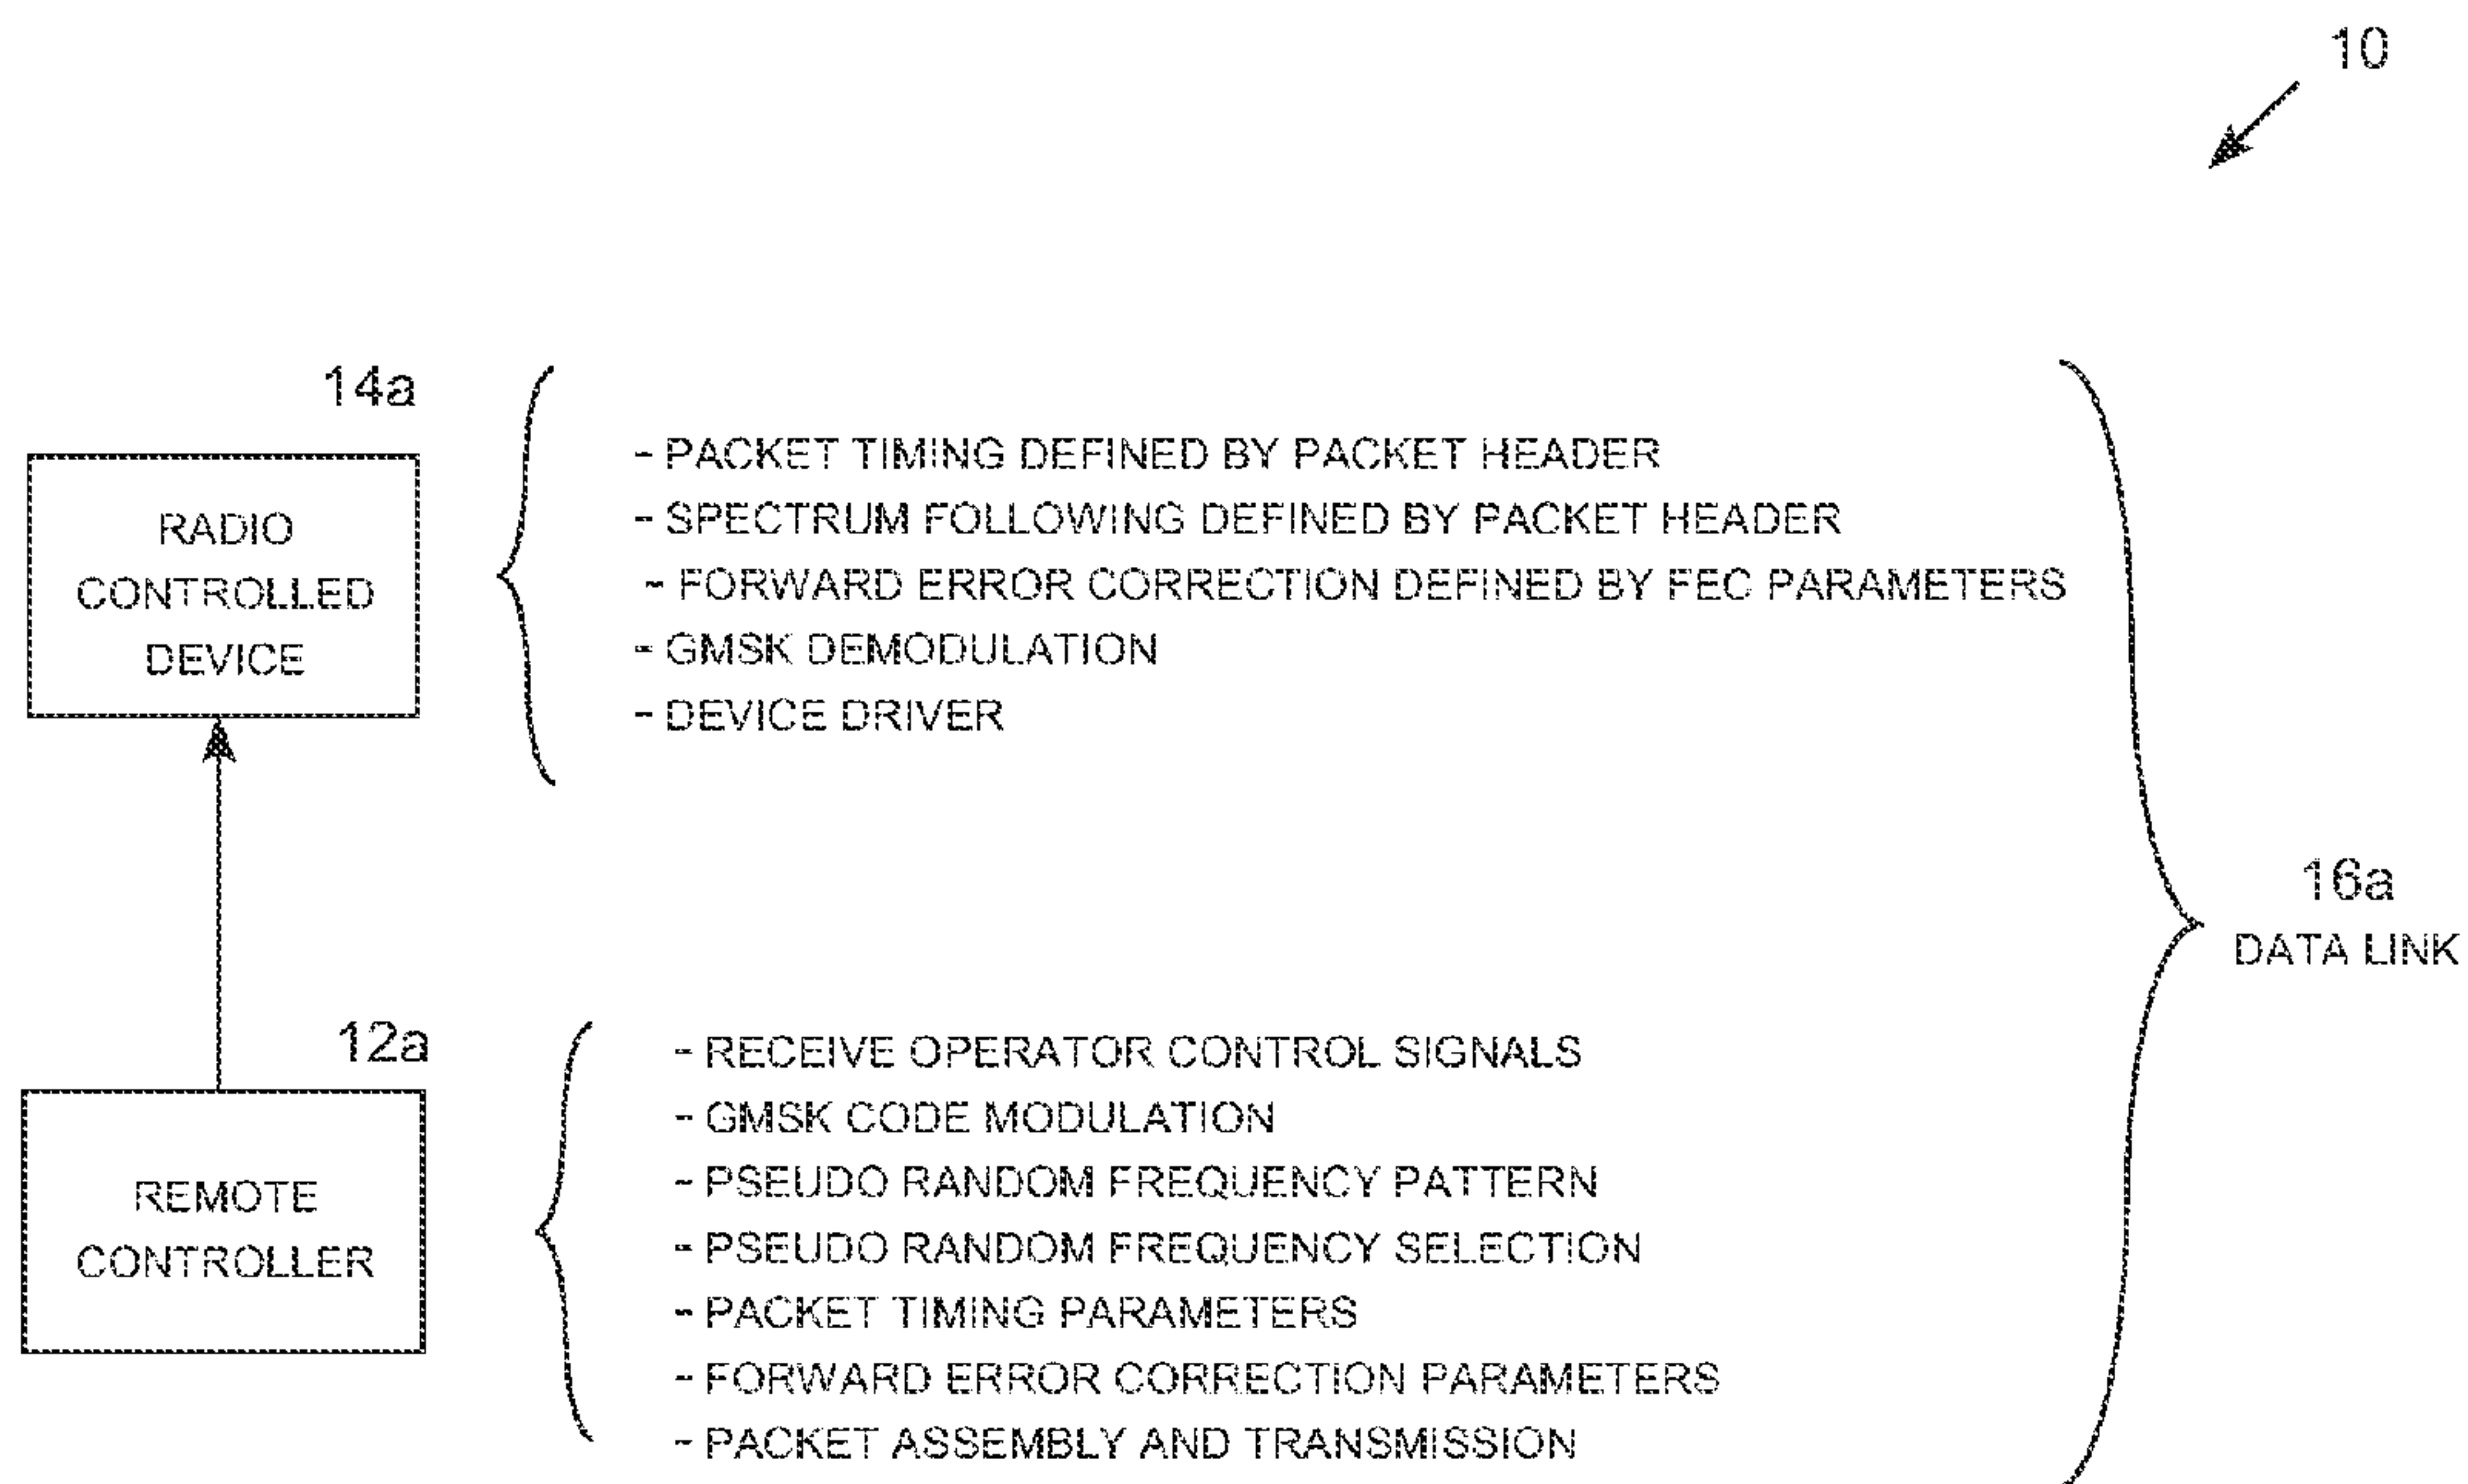 10
14a
RADIO
CONTROLLED
DEVICE
- PACKET TIMING DEFINED BY PACKET HEADER
- SPECTRUM FOLLOWING DEFINED BY PACKET HEADER
- FORWARD ERROR CORRECTION DEFINED BY FEC PARAMETERS
- GMSK DEMODULATION
- DEVICE DRIVER
16a
DATA LINK
12a
REMOTE
CONTROLLER
- RECEIVE OPERATOR CONTROL SIGNALS
- GMSK CODE MODULATION
- PSEUDO RANDOM FREQUENCY PATTERN
- PSEUDO RANDOM FREQUENCY SELECTION
- PACKET TIMING PARAMETERS
- FORWARD ERROR CORRECTION PARAMETERS
- PACKET ASSEMBLY AND TRANSMISSION